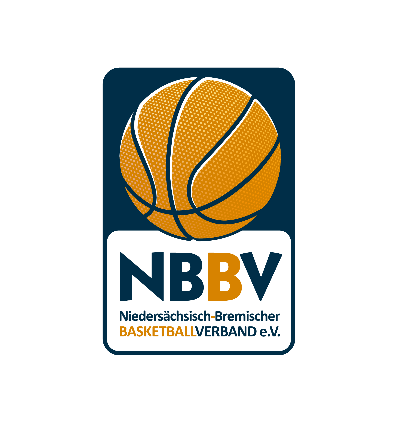 NBBV
Niedersächsisch-Bremischer
BASKETBALLVERBAND e.V.